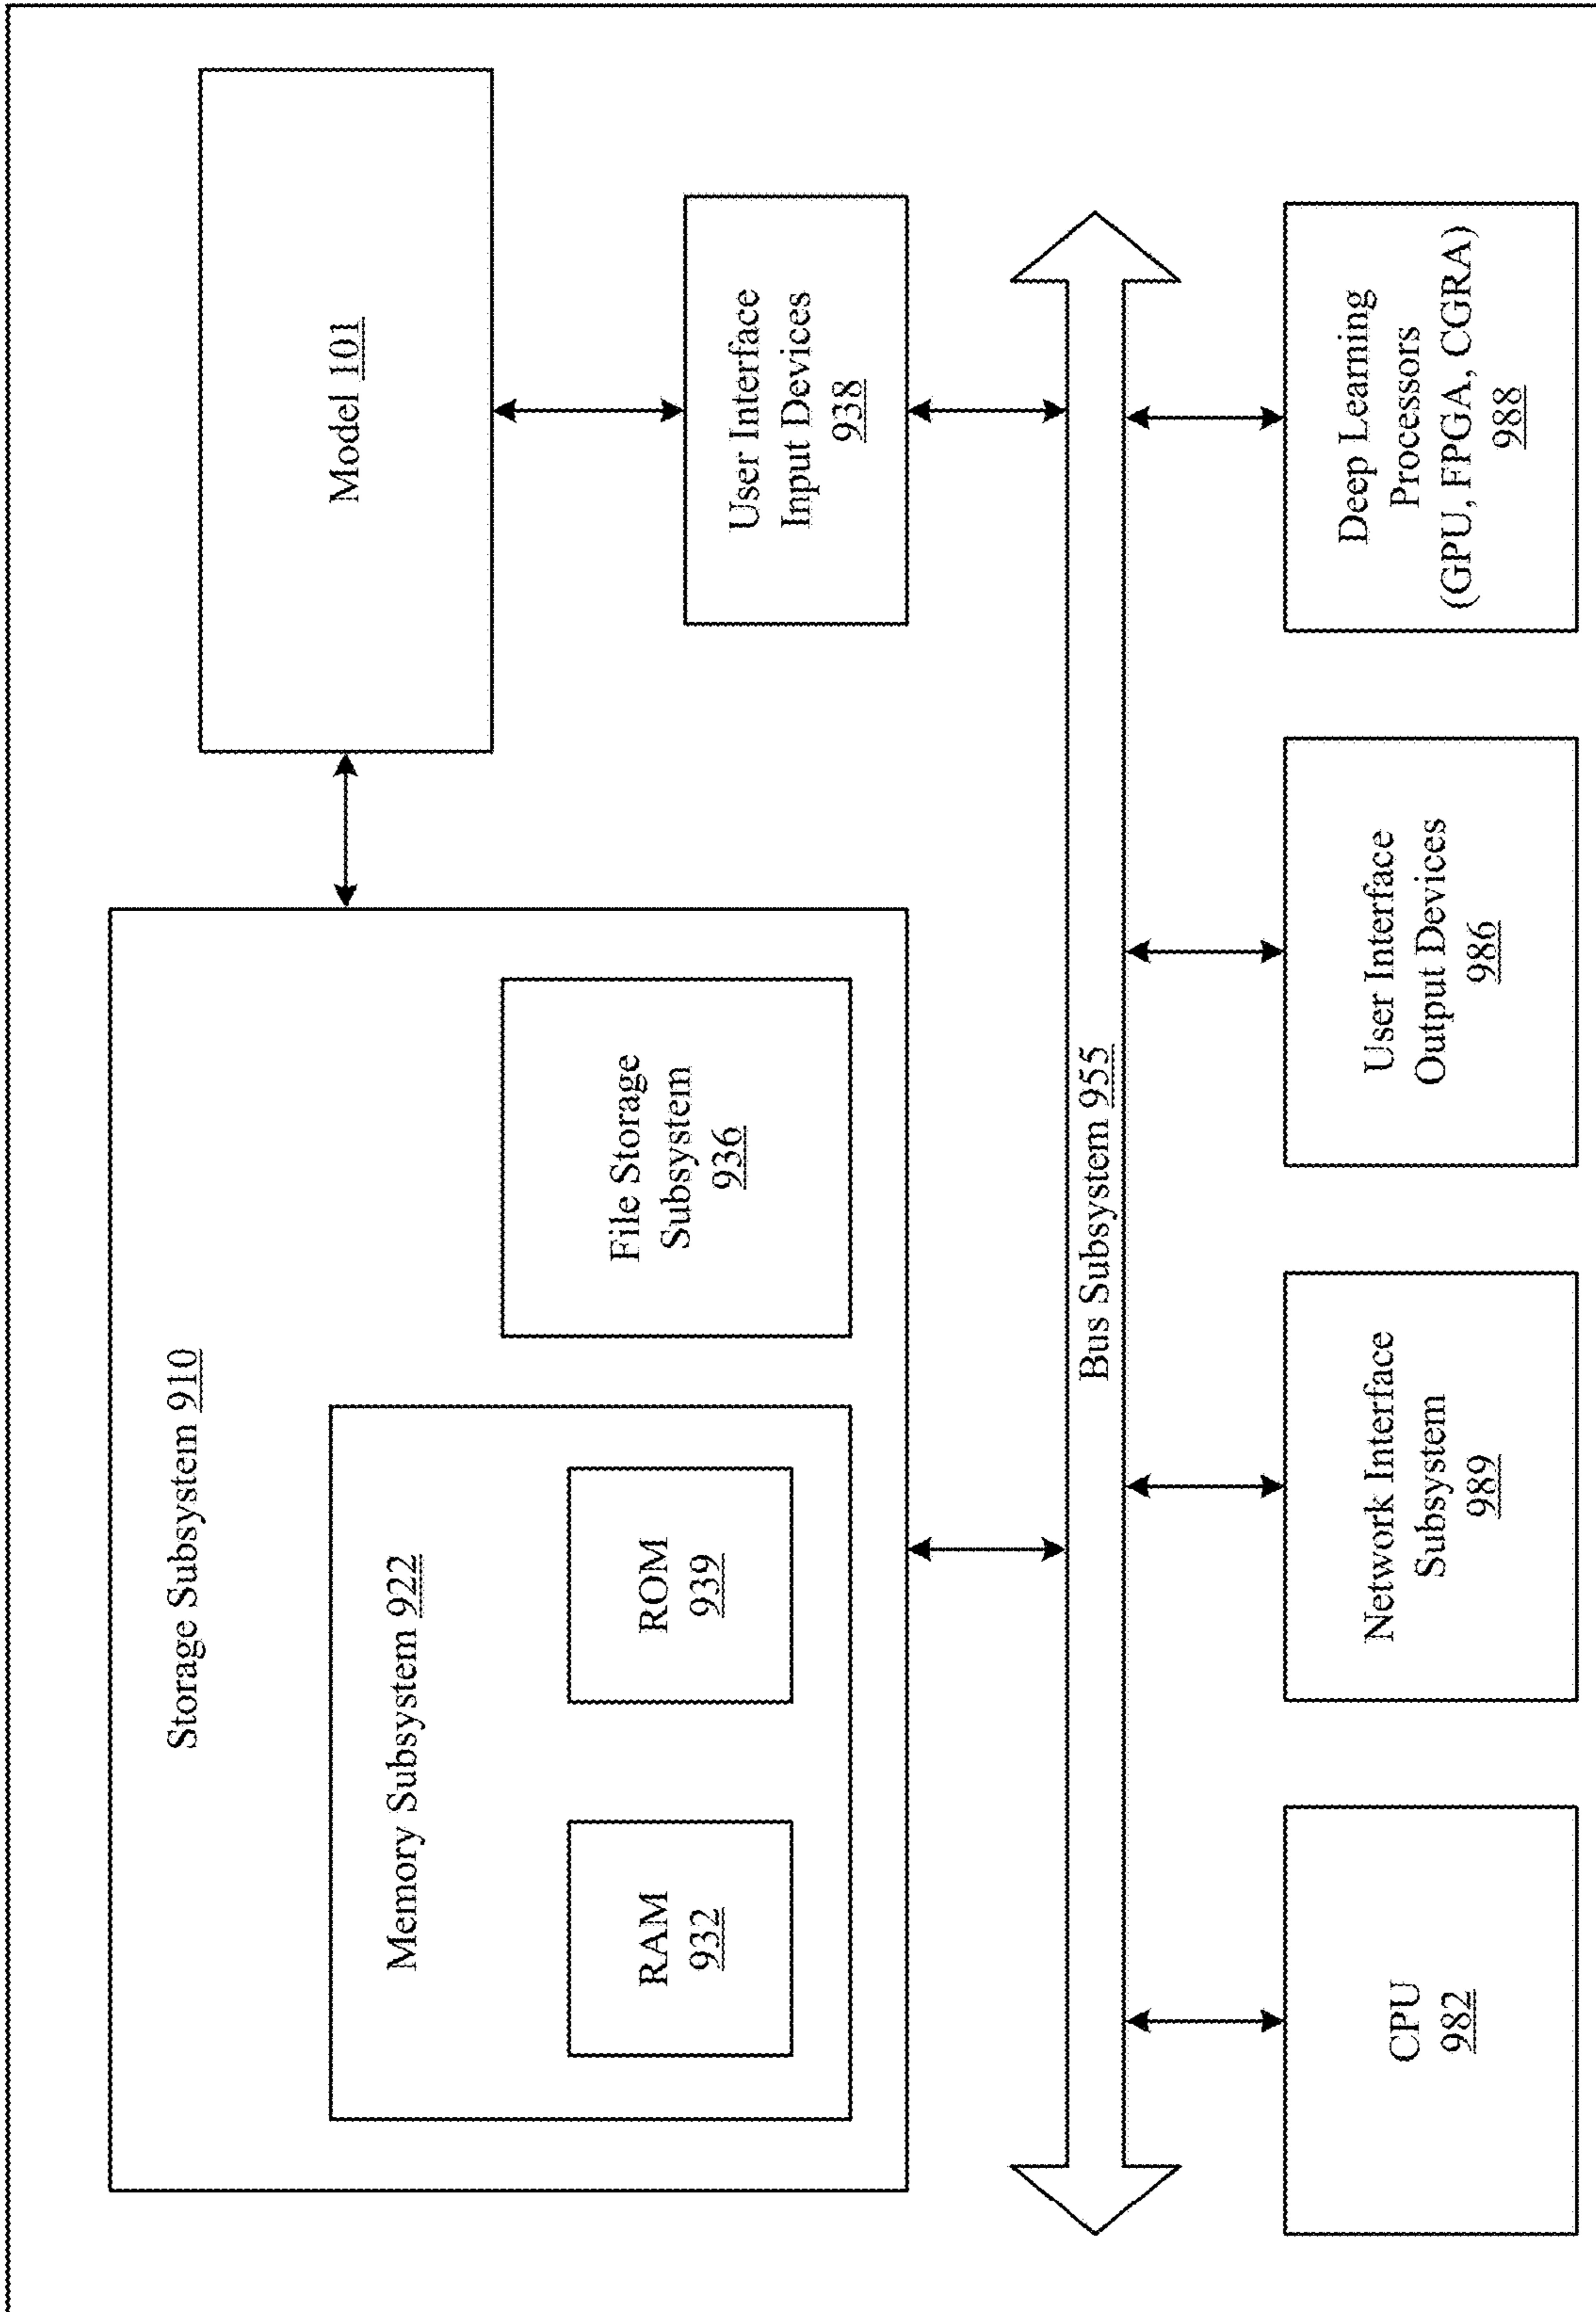 Storage Subsystem 910
Memory Subsystem 922
RAM
932
ROM
939
File Storage
Subsystem
936
Model 101
User Interface
Input Devices
938
Bus Subsystem 955
CPU
982
Network Interface
Subsystem
989
User Interface
Output Devices
986
Deep Learning
Processors
(GPU, FPGA, CGRA)
988